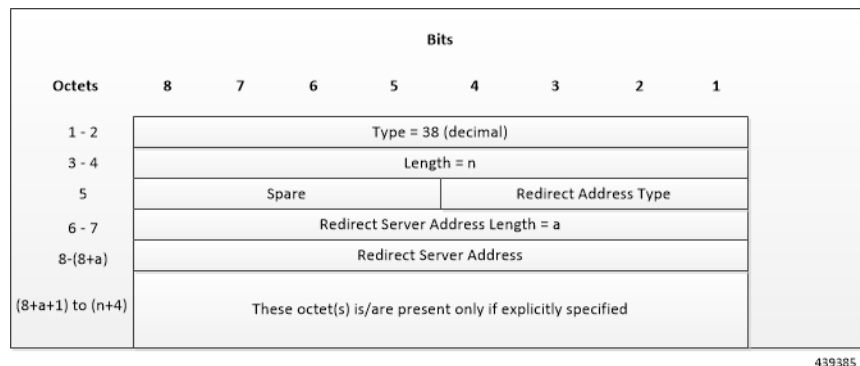 Bits
Octets 8 7 6 5 4 3 2 1
1 - 2 Type = 38 (decimal)
3 - 4 Length = n
5 Spare Redirect Address Type
6 - 7 Redirect Server Address Length = a
8-(8+a) Redirect Server Address
(8+a+1) to (n+4) These octet(s) is/are present only if explicitly specified
439385